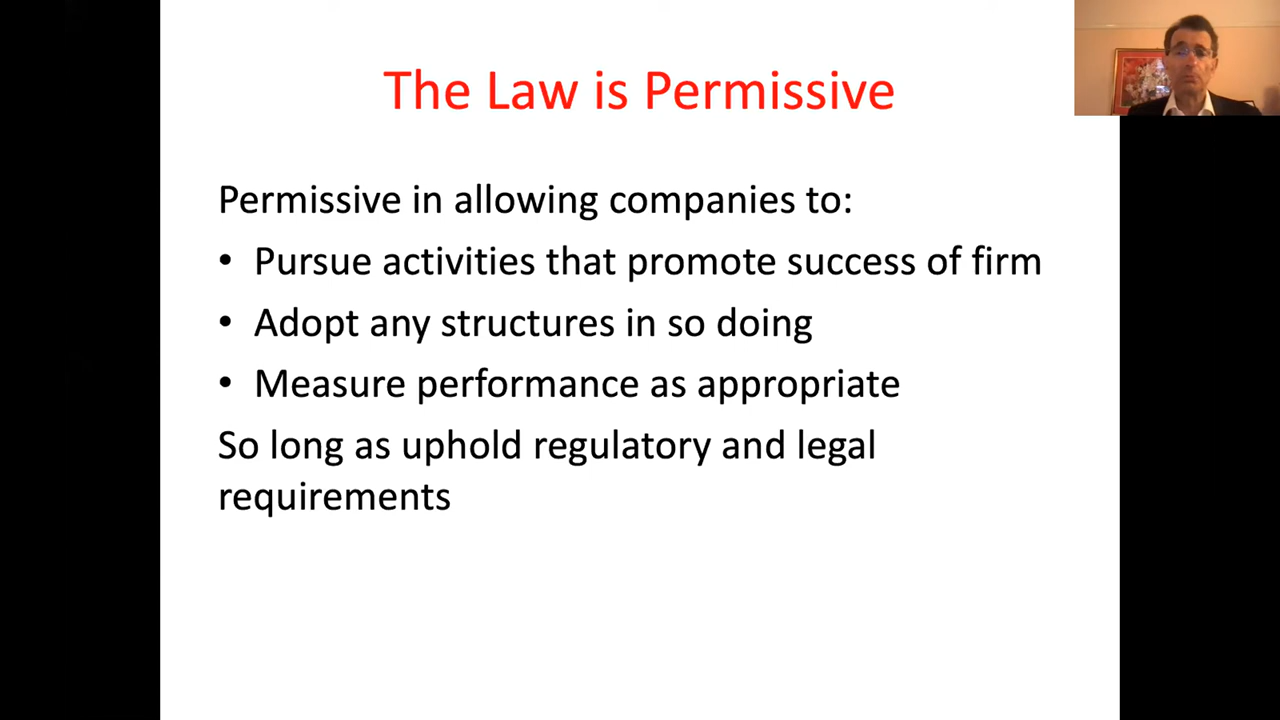 The Law is Permissive
Permissive in allowing companies to:
• Pursue activities that promote success of firm
• Adopt any structures in so doing
• Measure performance as appropriate
So long as uphold regulatory and legal
requirements